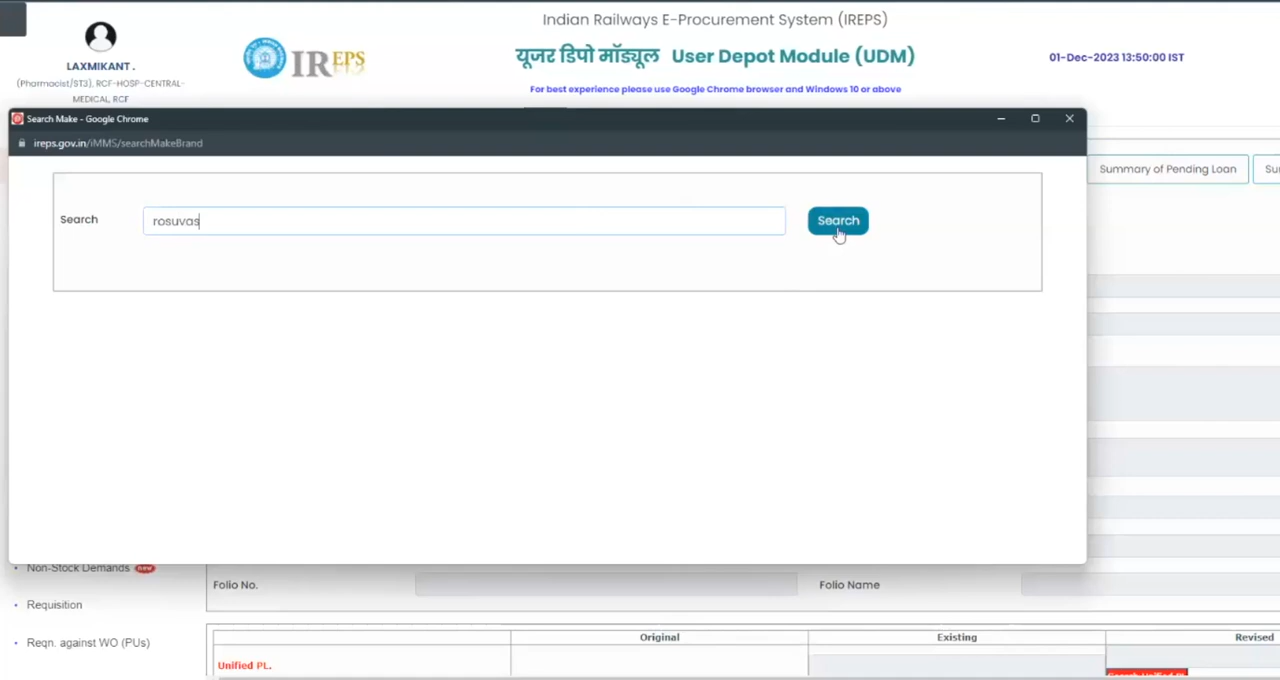 Indian Railways E-Procurement System (IREPS)
LAXMIKANT .
(Pharmacist/ST3), RCF-HOSP-CENTRAL-
MEDICAL, RCF
IREPS
यूजर डिपो मॉड्यूल User Depot Module (UDM)
01-Dec-2023 13:50:00 IST
For best experience please use Google Chrome browser and Windows 10 or above
Search Make - Google Chrome
ireps.gov.in/iMMS/searchMakeBrand
Summary of Pending Loan
Search rosuvas Search
Non-Stock Demands new
Folio No. Folio Name
Requisition
Reqn. against WO (PUs)
Original Existing Revised
Unified PL.